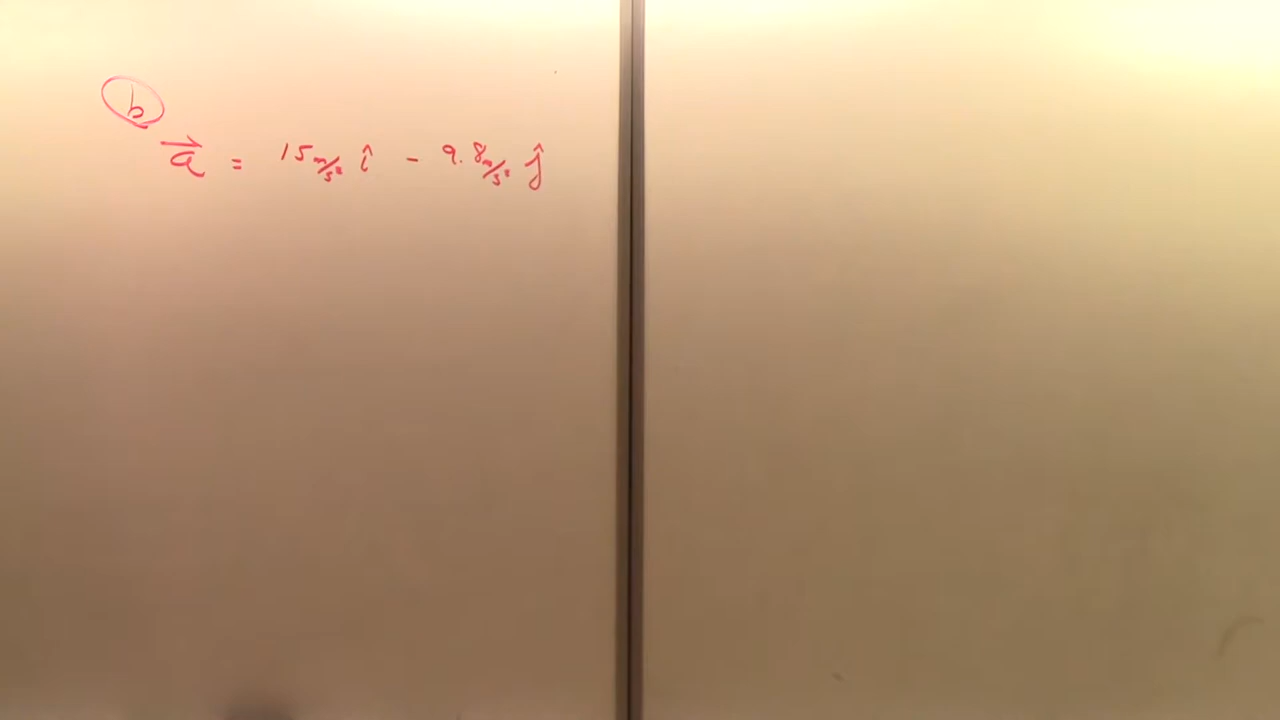 b
a⃗ = 15 m/s² î - 9.8 m/s² ĵ